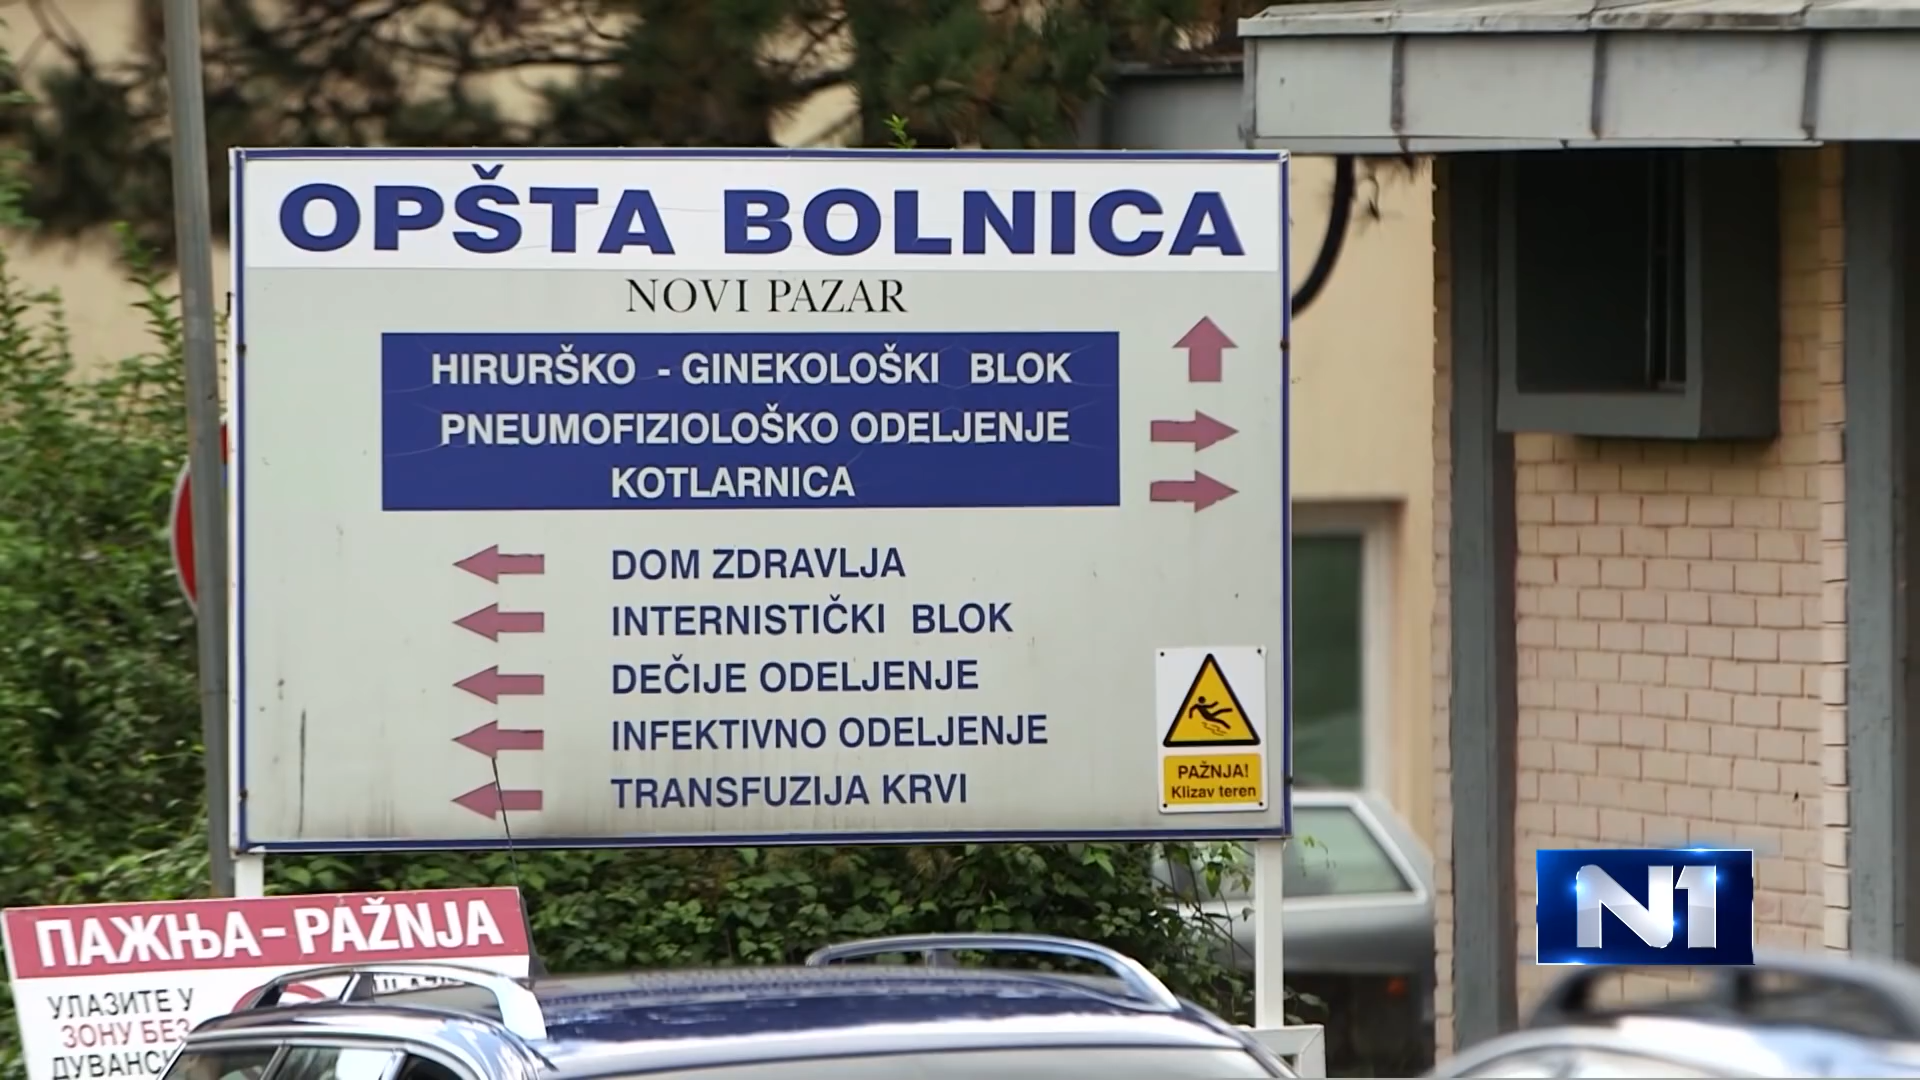 OPŠTA BOLNICA
NOVI PAZAR
HIRURŠKO - GINEKOLOŠKI BLOK
PNEUMOFIZIOLOŠKO ODELJENJE
KOTLARNICA
DOM ZDRAVLJA
INTERNISTIČKI BLOK
DEČIJE ODELJENJE
INFEKTIVNO ODELJENJE
TRANSFUZIJA KRVI
PAŽNJA!
Klizav teren
ПАЖЊА - PAŽNJA
УЛАЗИТЕ У
ЗОНУ БЕЗ
N1